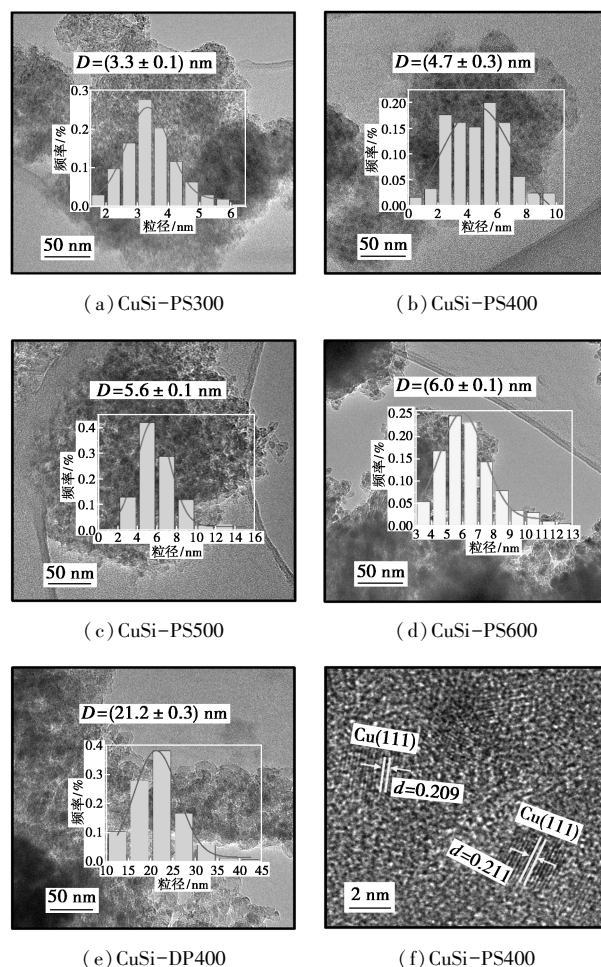 D=(3.3 ± 0.1) nm
0.3
0.2
0.1
0.0
频率/%
2 3 4 5 6
粒径/nm
50 nm
(a) CuSi-PS300
D=(4.7 ± 0.3) nm
0.20
0.15
0.10
0.05
0.00
频率/%
0 2 4 6 8 10
粒径/nm
50 nm
(b) CuSi-PS400
D=5.6 ± 0.1 nm
0.4
0.3
0.2
0.1
0.0
频率/%
0 2 4 6 8 10 12 14 16
粒径/nm
50 nm
(c) CuSi-PS500
D=(6.0 ± 0.1) nm
0.25
0.20
0.15
0.10
0.05
0.00
频率/%
3 4 5 6 7 8 9 10 11 12 13
粒径/nm
50 nm
(d) CuSi-PS600
D=(21.2 ± 0.3) nm
0.4
0.3
0.2
0.1
0.0
频率/%
10 15 20 25 30 35 40 45
粒径/nm
50 nm
(e) CuSi-DP400
Cu(111)
d=0.209
Cu(111)
d=0.211
2 nm
(f) CuSi-PS400